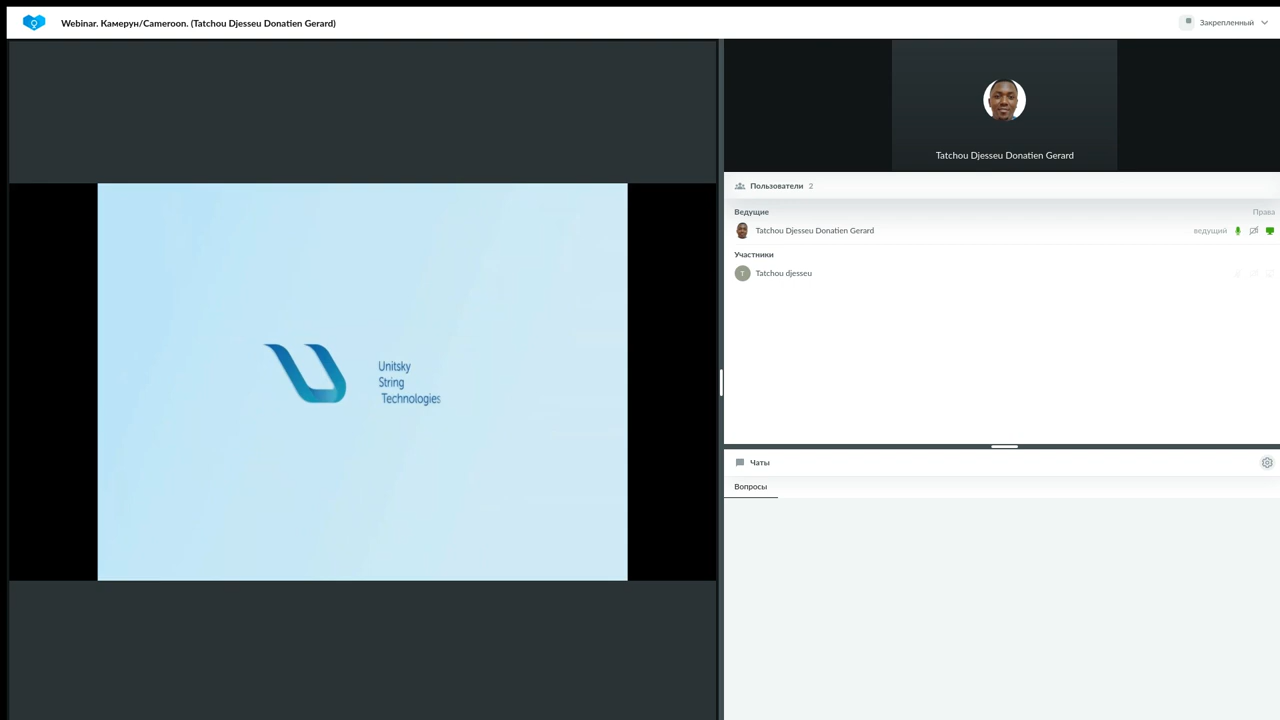 Webinar. Камерун/Cameroon. (Tatchou Djesseu Donatien Gerard)
Закрепленный
Unitsky
String
Technologies
Tatchou Djesseu Donatien Gerard
Пользователи 2
Ведущие Права
Tatchou Djesseu Donatien Gerard ведущий
Участники
T Tatchou djesseu
Чаты
Вопросы